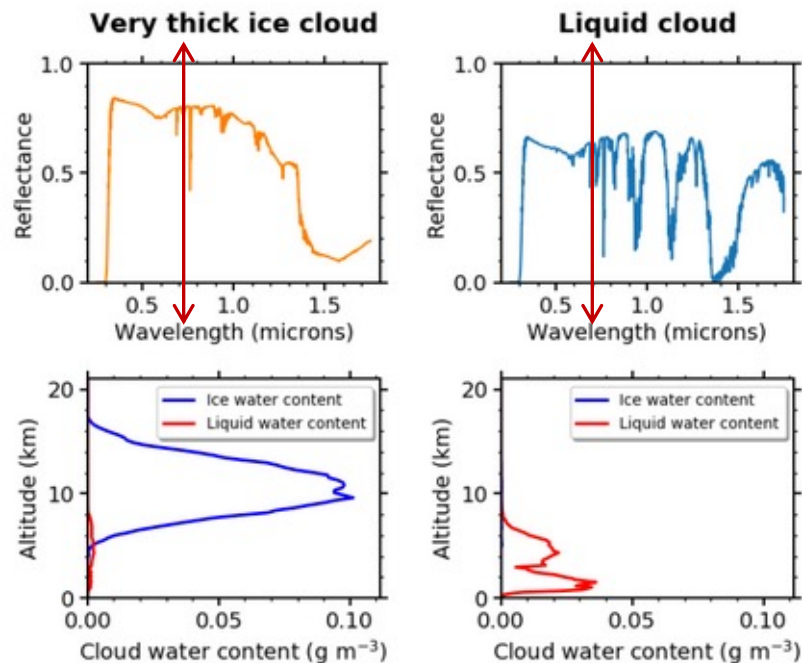 Very thick ice cloud
Liquid cloud
1.0
0.5
0.0
Reflectance
0.5 1.0 1.5
Wavelength (microns)
1.0
0.5
0.0
Reflectance
0.5 1.0 1.5
Wavelength (microns)
20
10
0
Altitude (km)
Ice water content
Liquid water content
0.00 0.05 0.10
Cloud water content (g m⁻³)
20
10
0
Altitude (km)
Ice water content
Liquid water content
0.00 0.05 0.10
Cloud water content (g m⁻³)